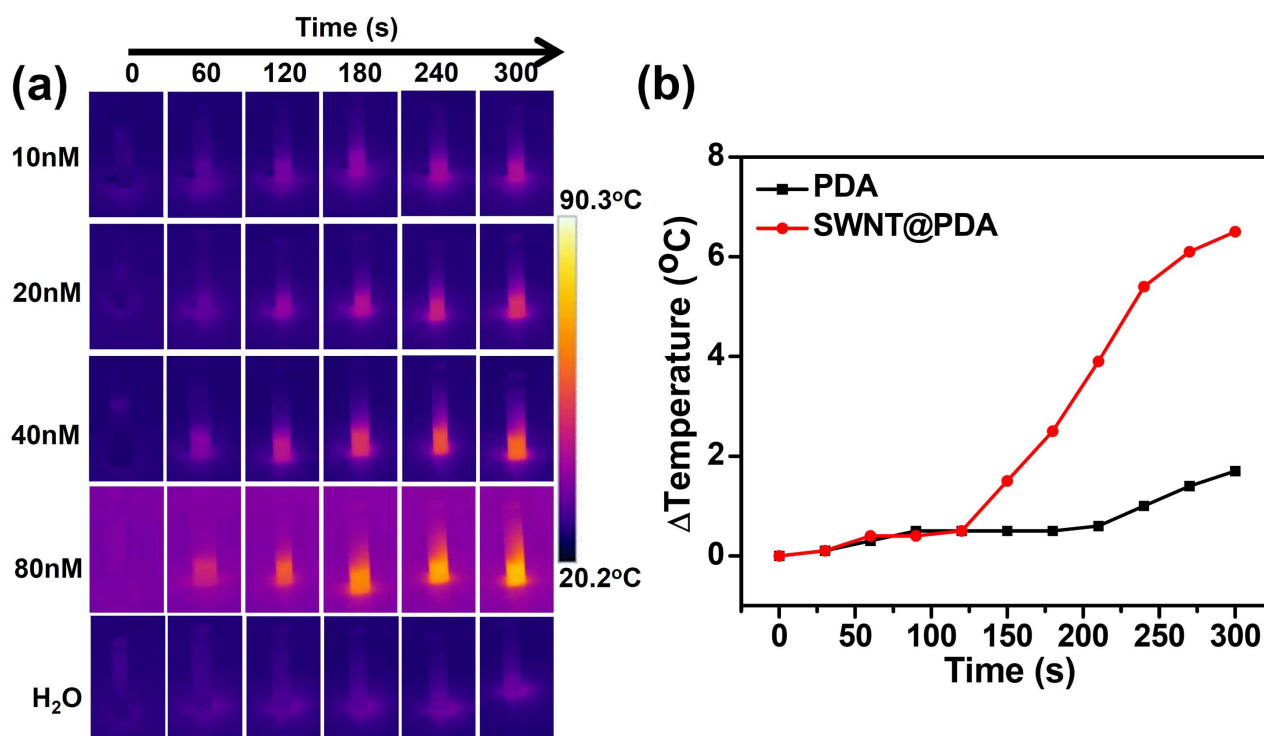 Time (s)
(a)
0 60 120 180 240 300
10nM
20nM
40nM
80nM
H₂O
90.3°C
20.2°C
(b)
PDA
SWNT@PDA
ΔTemperature (°C)
8
6
4
2
0
0 50 100 150 200 250 300
Time (s)